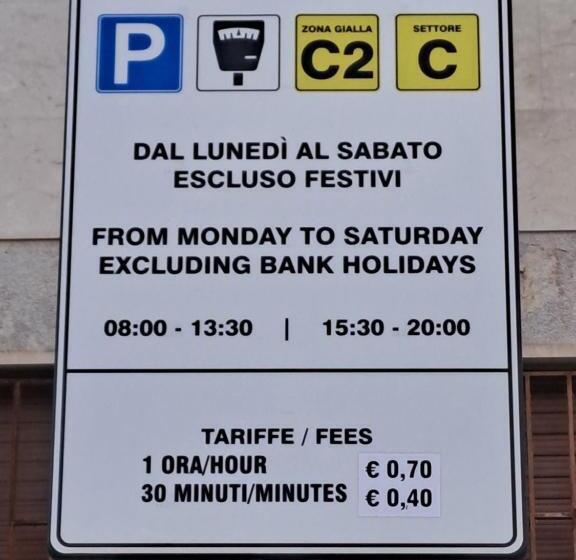 P
ZONA GIALLA SETTORE
C2 C
DAL LUNEDÌ AL SABATO
ESCLUSO FESTIVI
FROM MONDAY TO SATURDAY
EXCLUDING BANK HOLIDAYS
08:00 - 13:30 | 15:30 - 20:00
TARIFFE / FEES
1 ORA/HOUR € 0,70
30 MINUTI/MINUTES € 0,40